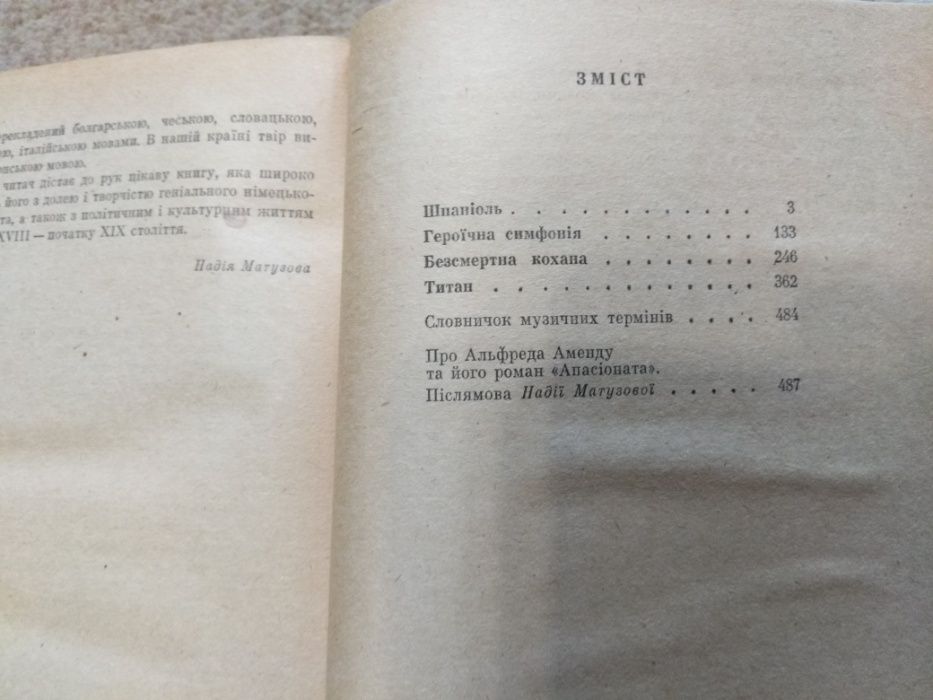 болгарською, чеською, словацькою,
італійською мовами. В нашій країні твір ви-
мовою.
читач дістає до рук цікаву книгу, яка широко
його з долею і творчістю геніального німецько-
а також з політичним і культурним життям
XVIII — початку XIX століття.
Надія Матузова
ЗМІСТ
Шпаніоль . . . . . . . . . . . . 3
Героїчна симфонія . . . . . . . . 133
Безсмертна кохана . . . . . . . . 246
Титан . . . . . . . . . . . . . 362
Словничок музичних термінів . . . . 484
Про Альфреда Аменду
та його роман «Апасіоната».
Післямова Надії Матузової . . . . . 487